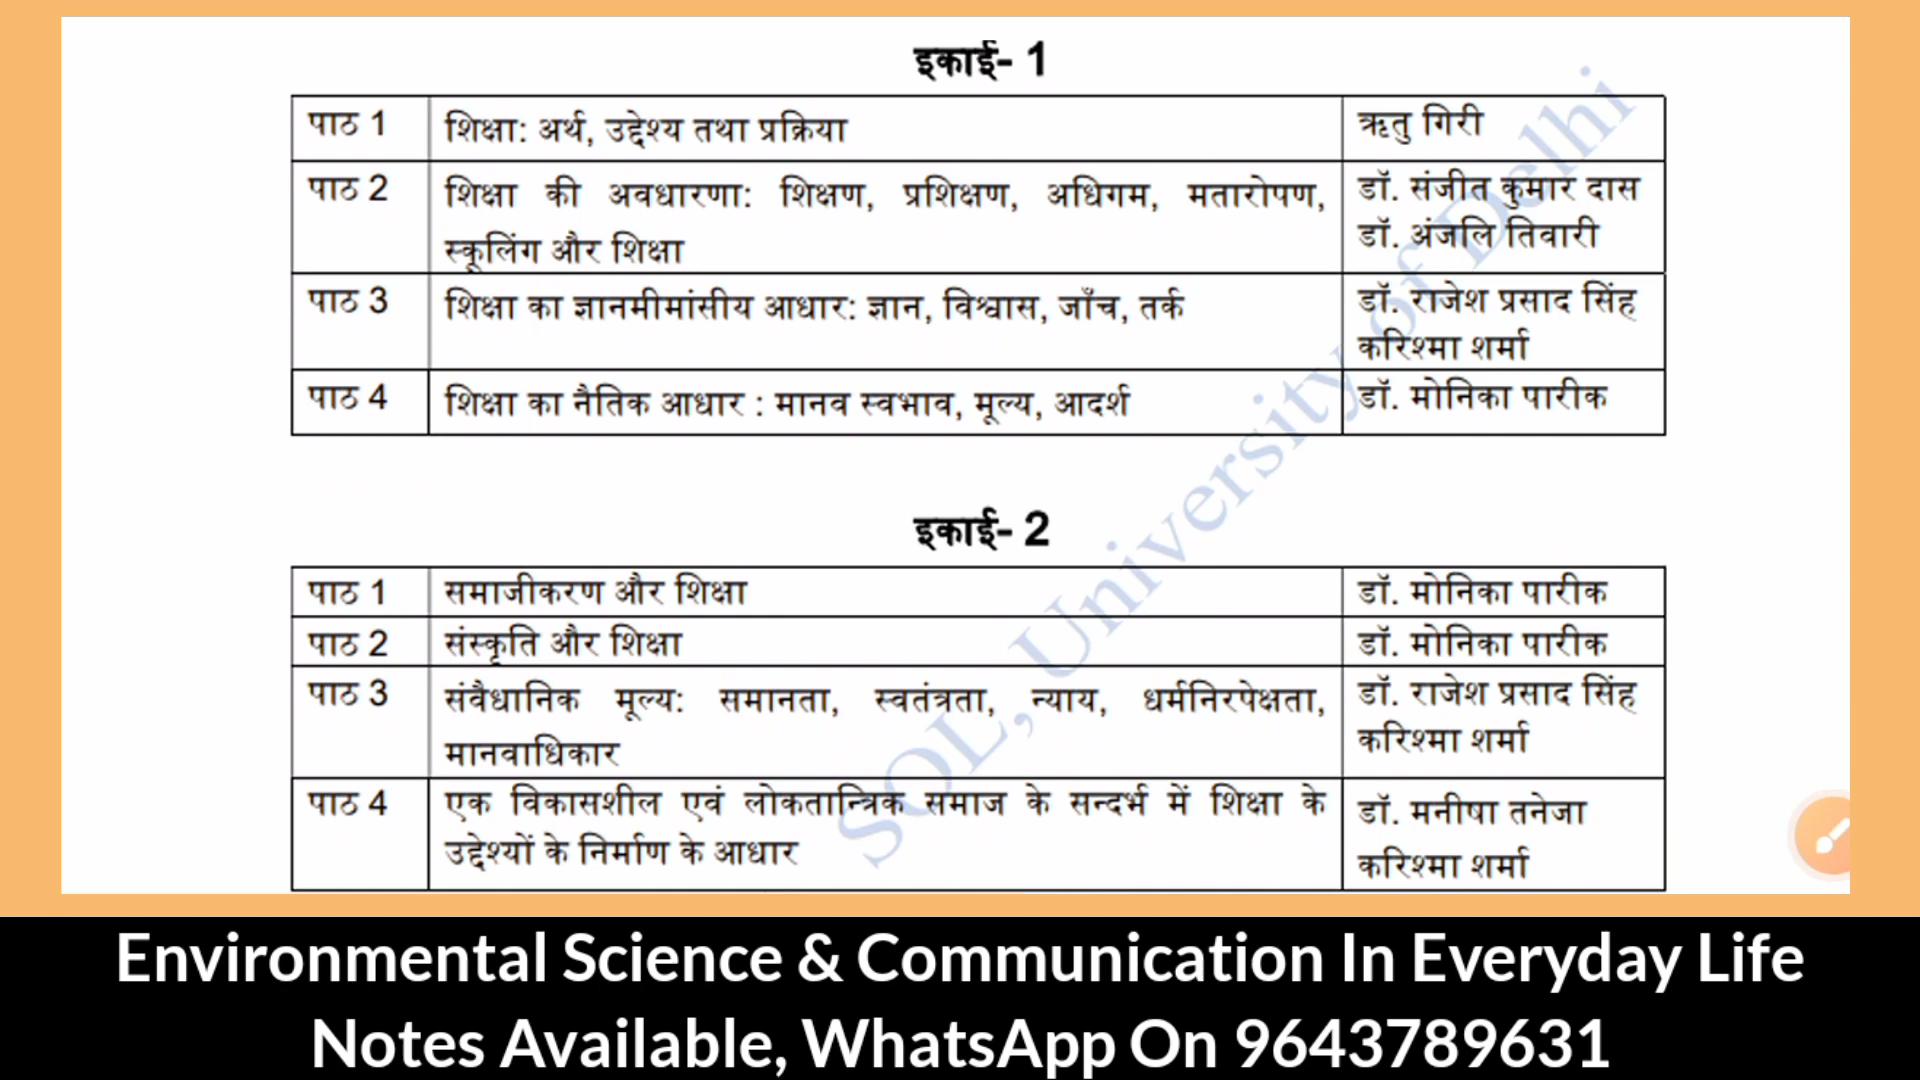 इकाई- 1
पाठ 1 शिक्षा: अर्थ, उद्देश्य तथा प्रक्रिया ऋतु गिरी
पाठ 2 शिक्षा की अवधारणा: शिक्षण, प्रशिक्षण, अधिगम, मतारोपण, डॉ. संजीत कुमार दास
स्कूलिंग और शिक्षा डॉ. अंजलि तिवारी
पाठ 3 शिक्षा का ज्ञानमीमांसीय आधार: ज्ञान, विश्वास, जाँच, तर्क डॉ. राजेश प्रसाद सिंह
करिश्मा शर्मा
पाठ 4 शिक्षा का नैतिक आधार : मानव स्वभाव, मूल्य, आदर्श डॉ. मोनिका पारीक
इकाई- 2
पाठ 1 समाजीकरण और शिक्षा डॉ. मोनिका पारीक
पाठ 2 संस्कृति और शिक्षा डॉ. मोनिका पारीक
पाठ 3 संवैधानिक मूल्य: समानता, स्वतंत्रता, न्याय, धर्मनिरपेक्षता, डॉ. राजेश प्रसाद सिंह
मानवाधिकार करिश्मा शर्मा
पाठ 4 एक विकासशील एवं लोकतान्त्रिक समाज के सन्दर्भ में शिक्षा के डॉ. मनीषा तनेजा
उद्देश्यों के निर्माण के आधार करिश्मा शर्मा
SOL, University of Delhi
Environmental Science & Communication In Everyday Life
Notes Available, WhatsApp On 9643789631